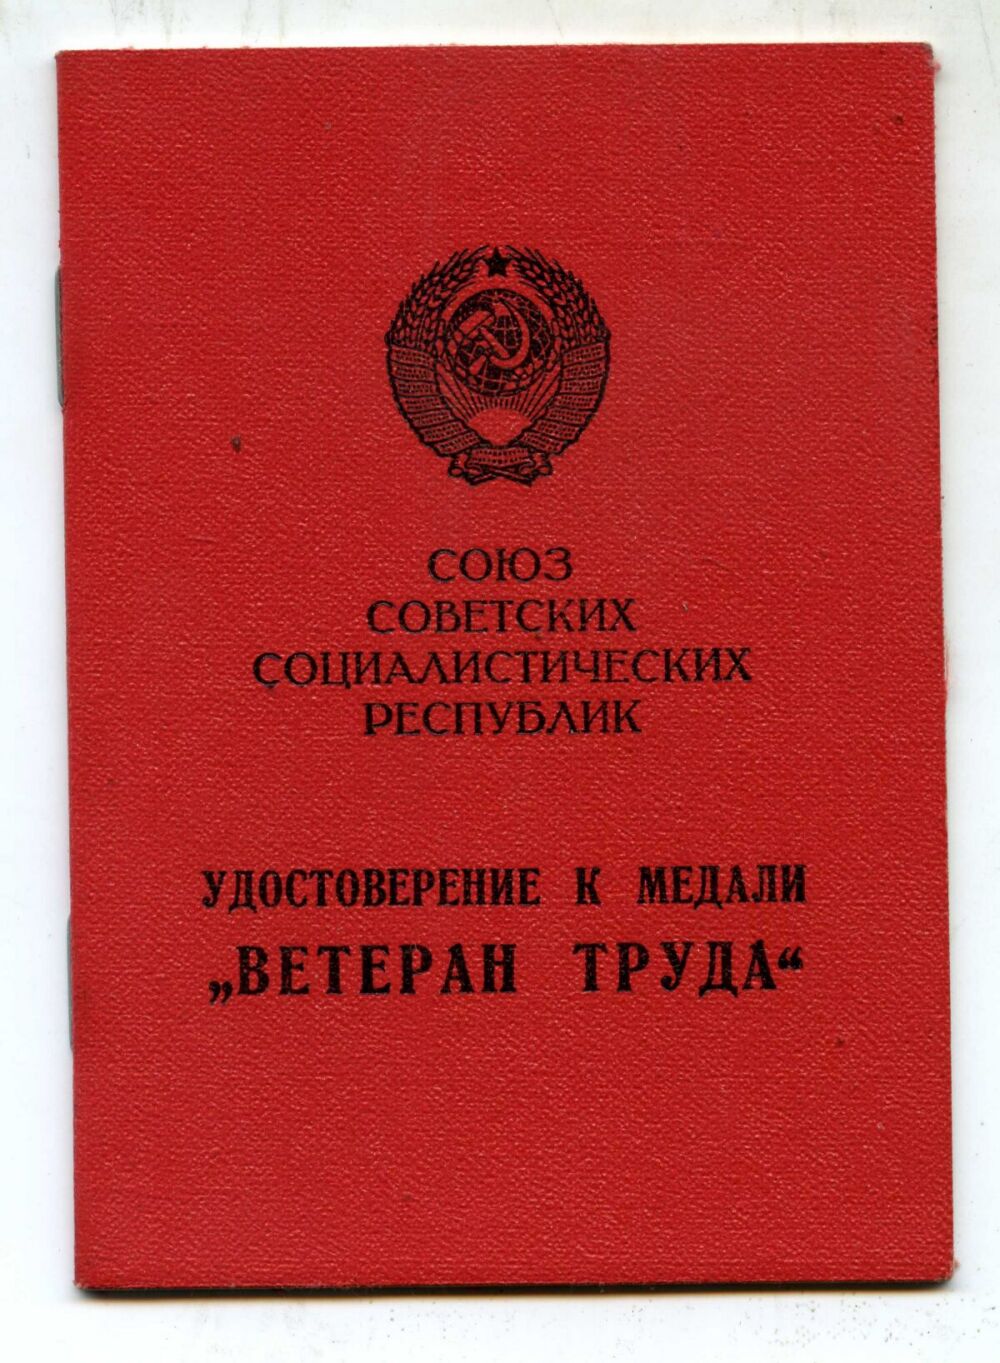 СОЮЗ
СОВЕТСКИХ
СОЦИАЛИСТИЧЕСКИХ
РЕСПУБЛИК
УДОСТОВЕРЕНИЕ К МЕДАЛИ
„ВЕТЕРАН ТРУДА“